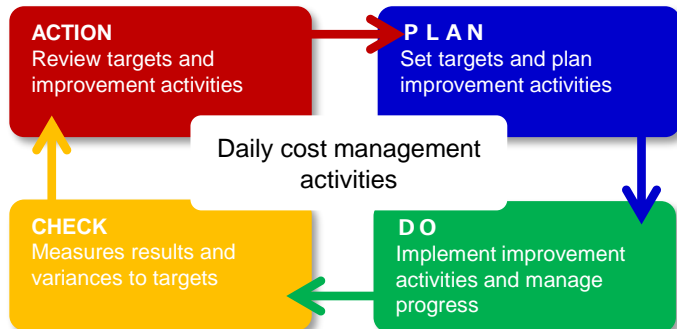 ACTION
Review targets and
improvement activities
P L A N
Set targets and plan
improvement activities
Daily cost management
activities
CHECK
Measures results and
variances to targets
D O
Implement improvement
activities and manage
progress